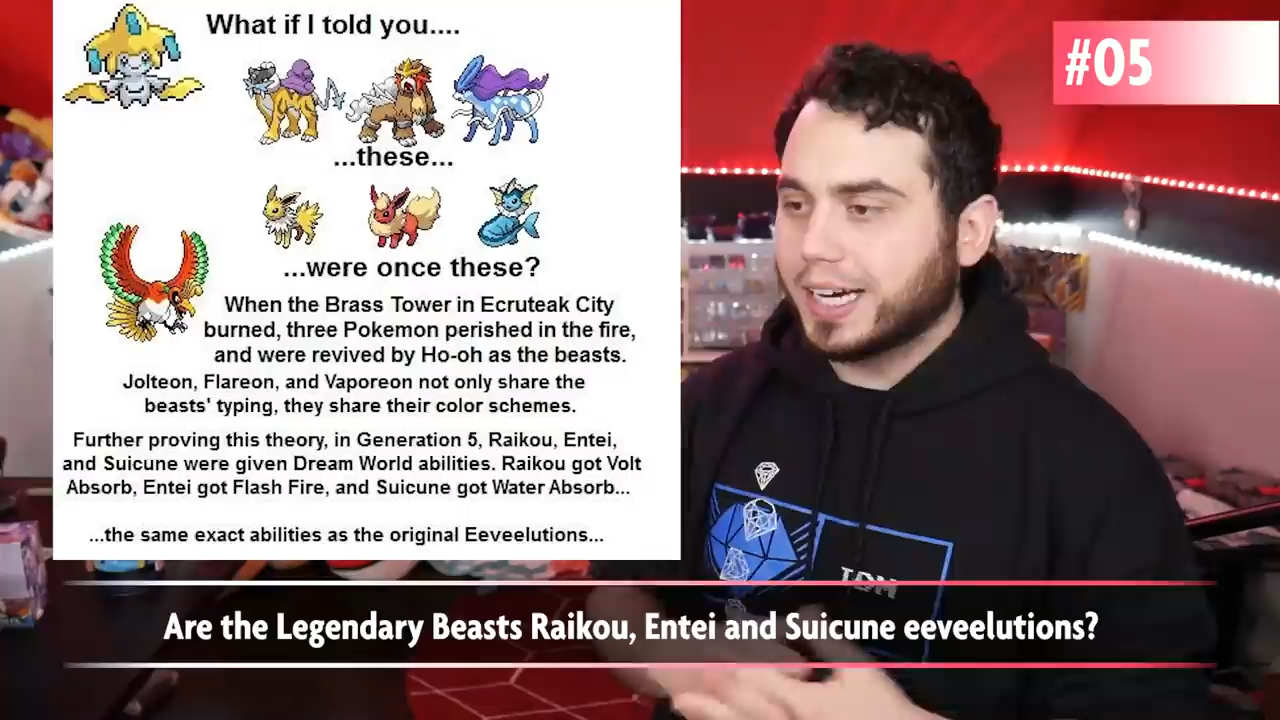 What if I told you....
...these...
...were once these?
When the Brass Tower in Ecruteak City
burned, three Pokemon perished in the fire,
and were revived by Ho-oh as the beasts.
Jolteon, Flareon, and Vaporeon not only share the
beasts' typing, they share their color schemes.
Further proving this theory, in Generation 5, Raikou, Entei,
and Suicune were given Dream World abilities. Raikou got Volt
Absorb, Entei got Flash Fire, and Suicune got Water Absorb...
...the same exact abilities as the original Eeveelutions...
#05
Are the Legendary Beasts Raikou, Entei and Suicune eeveelutions?